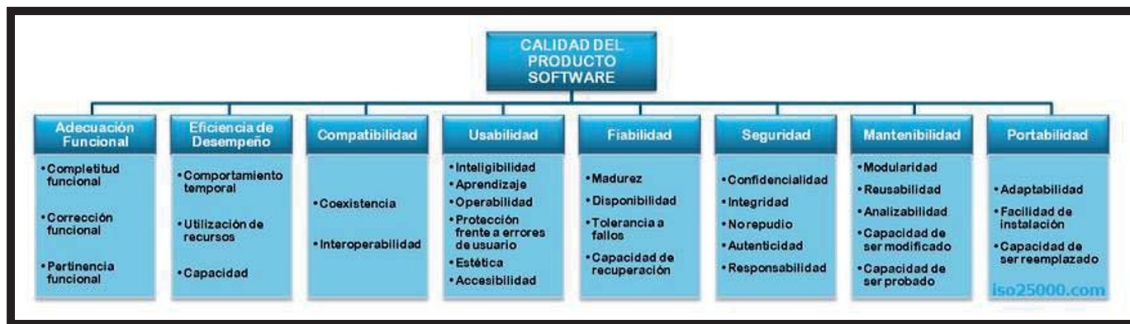 CALIDAD DEL
PRODUCTO
SOFTWARE
Adecuación
Funcional
• Completitud
funcional
• Corrección
funcional
• Pertinencia
funcional
Eficiencia de
Desempeño
• Comportamiento
temporal
• Utilización de
recursos
• Capacidad
Compatibilidad
• Coexistencia
• Interoperabilidad
Usabilidad
• Inteligibilidad
• Aprendizaje
• Operabilidad
• Protección
frente a errores
de usuario
• Estética
• Accesibilidad
Fiabilidad
• Madurez
• Disponibilidad
• Tolerancia a
fallos
• Capacidad de
recuperación
Seguridad
• Confidencialidad
• Integridad
• No repudio
• Autenticidad
• Responsabilidad
Mantenibilidad
• Modularidad
• Reusabilidad
• Analizabilidad
• Capacidad de
ser modificado
• Capacidad de
ser probado
Portabilidad
• Adaptabilidad
• Facilidad de
instalación
• Capacidad de
ser reemplazado
iso25000.com